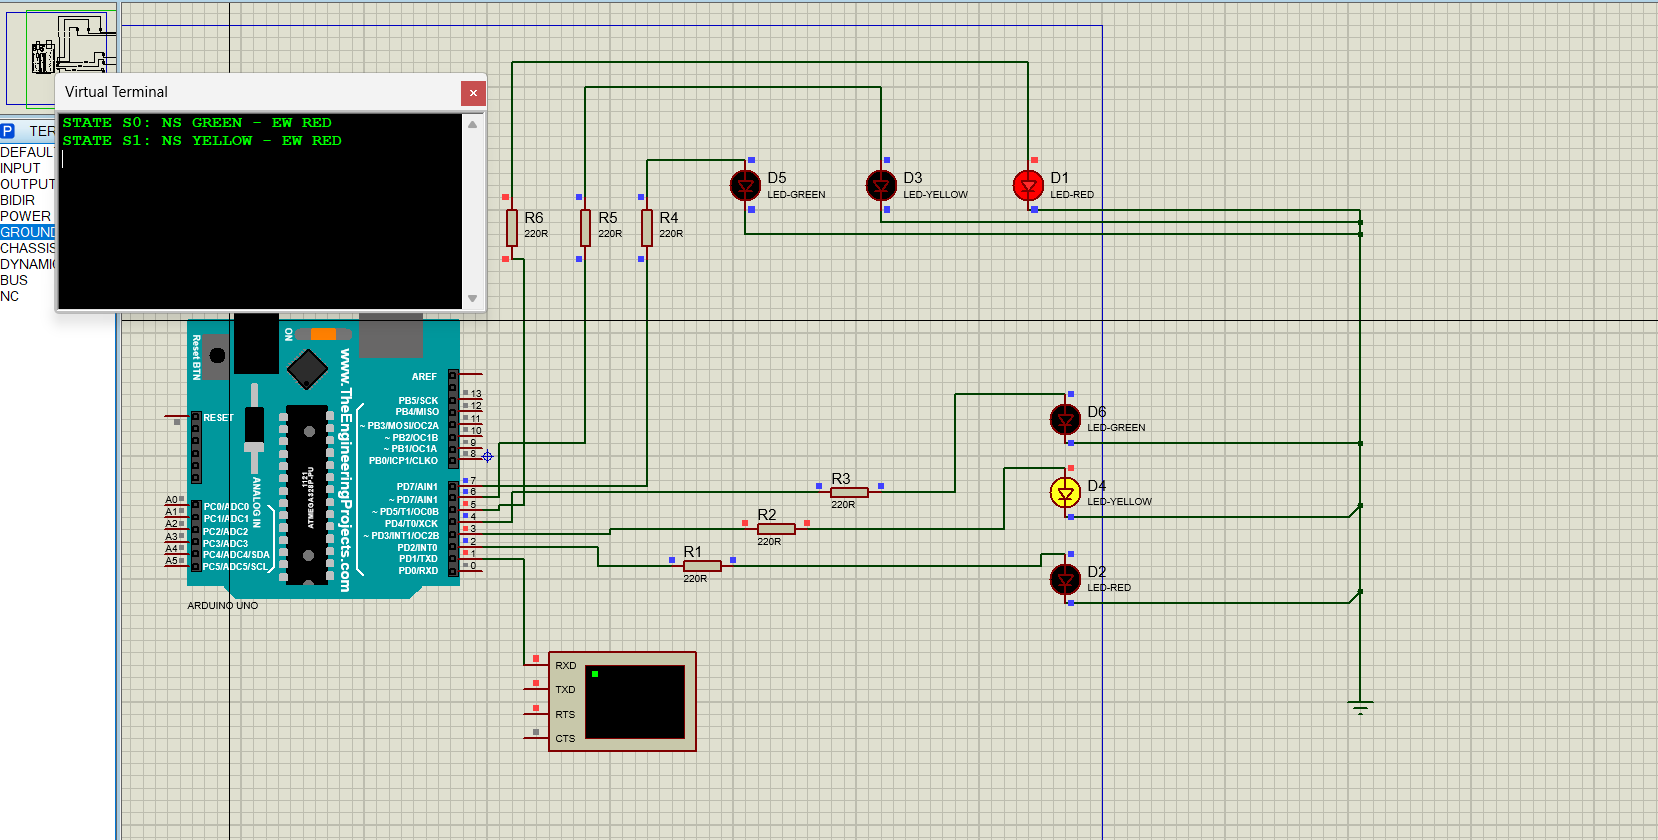 Virtual Terminal
STATE S0: NS GREEN - EW RED
STATE S1: NS YELLOW - EW RED
P TER
DEFAUL
INPUT
OUTPUT
BIDIR
POWER
GROUND
CHASSIS
DYNAMI
BUS
NC
D5
LED-GREEN
D3
LED-YELLOW
D1
LED-RED
R6
220R
R5
220R
R4
220R
Reset BTN
ON
www.TheEngineeringProjects.com
AREF
RESET
PB5/SCK 13
PB4/MISO 12
~ PB3/MOSI/OC2A 11
~ PB2/OC1B 10
~ PB1/OC1A 9
PB0/ICP1/CLKO 8
PD7/AIN1 7
~ PD7/AIN1 6
~ PD5/T1/OC0B 5
PD4/T0/XCK 4
~ PD3/INT1/OC2B 3
PD2/INT0 2
PD1/TXD 1
PD0/RXD 0
1121
ATMEGA328P-PU
ANALOG IN
A0 PC0/ADC0
A1 PC1/ADC1
A2 PC2/ADC2
A3 PC3/ADC3
A4 PC4/ADC4/SDA
A5 PC5/ADC5/SCL
ARDUINO UNO
D6
LED-GREEN
R3
220R
D4
LED-YELLOW
R2
220R
R1
220R
D2
LED-RED
RXD
TXD
RTS
CTS